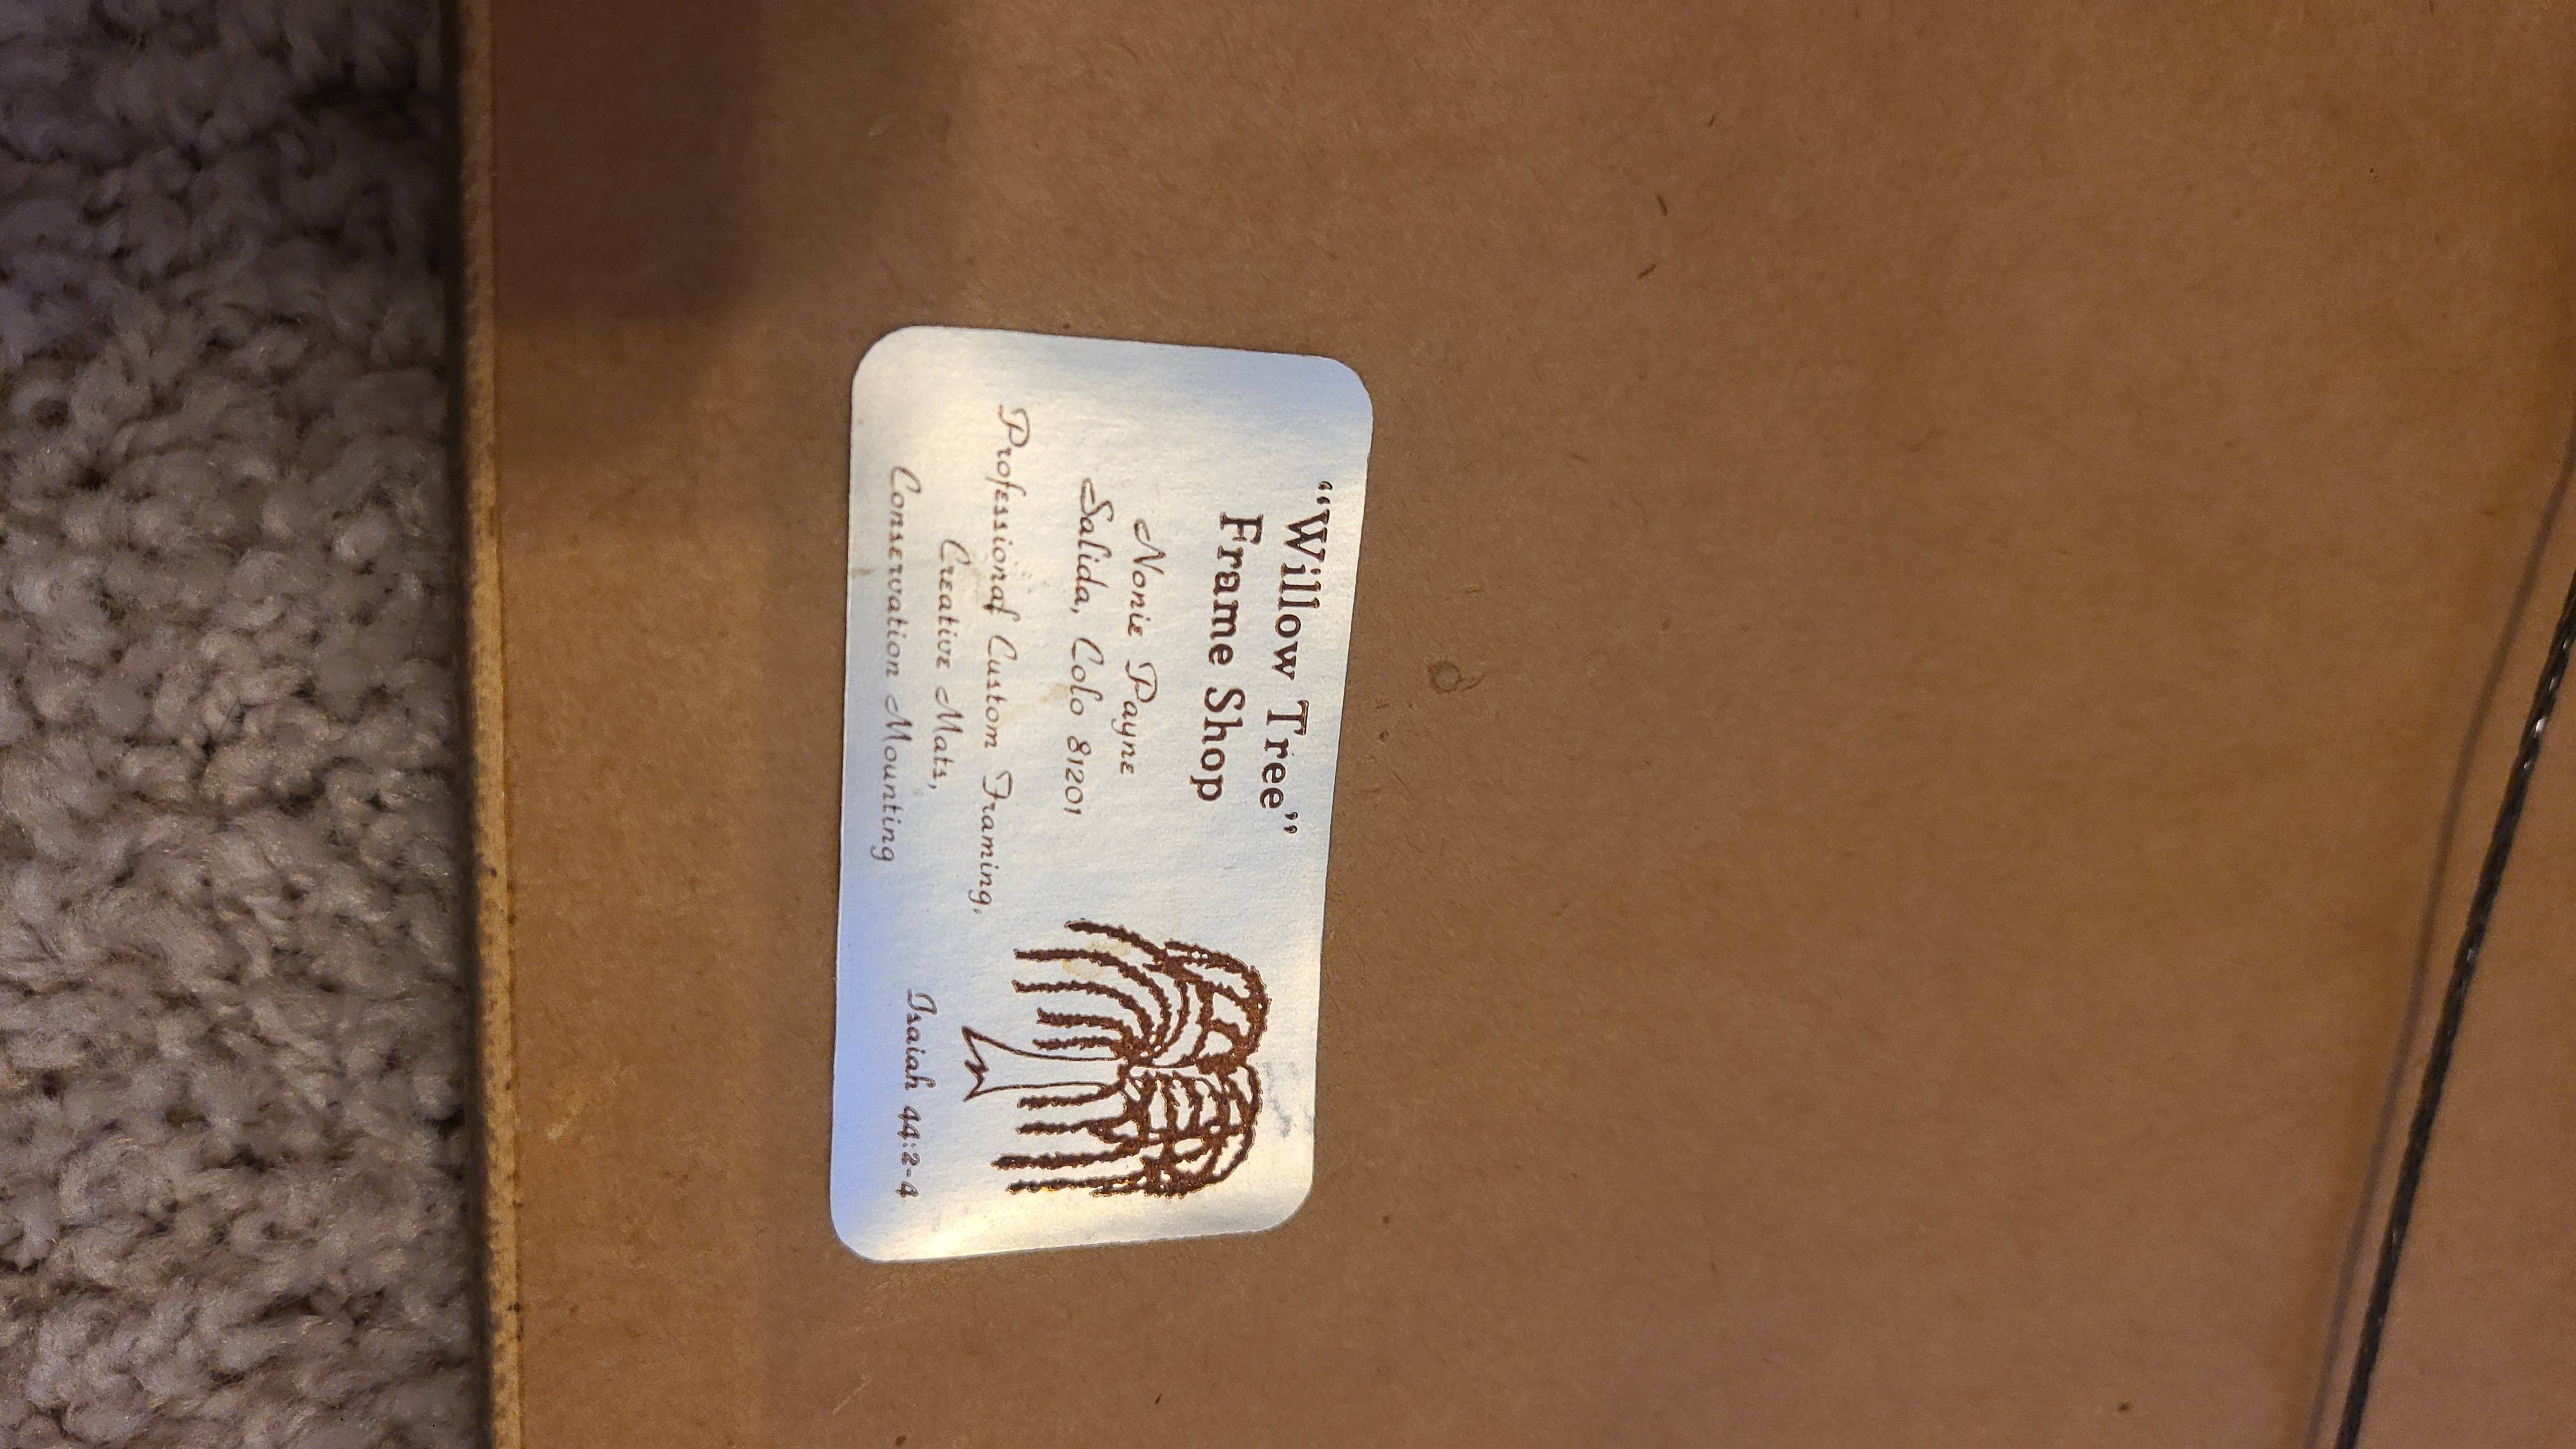 "Willow Tree"
Frame Shop
Nonie Payne
Salida, Colo 81201
Professional Custom Framing,
Creative Mats,
Conservation Mounting
Isaiah 44:2-4